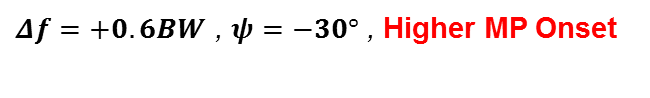 Δf = +0.6BW , ψ = −30° , Higher MP Onset